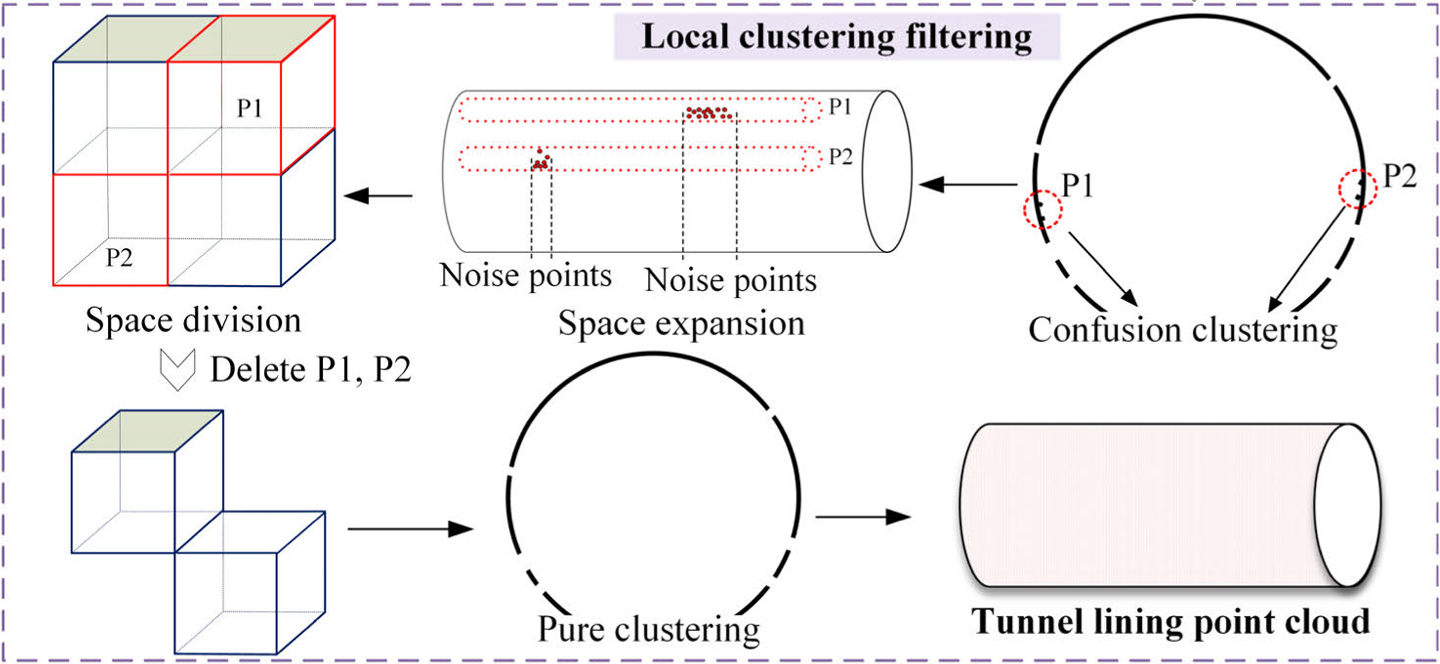 Local clustering filtering
P1
P2
Space division
P1
P2
Noise points
Noise points
Space expansion
P1
P2
Confusion clustering
Delete P1, P2
Pure clustering
Tunnel lining point cloud